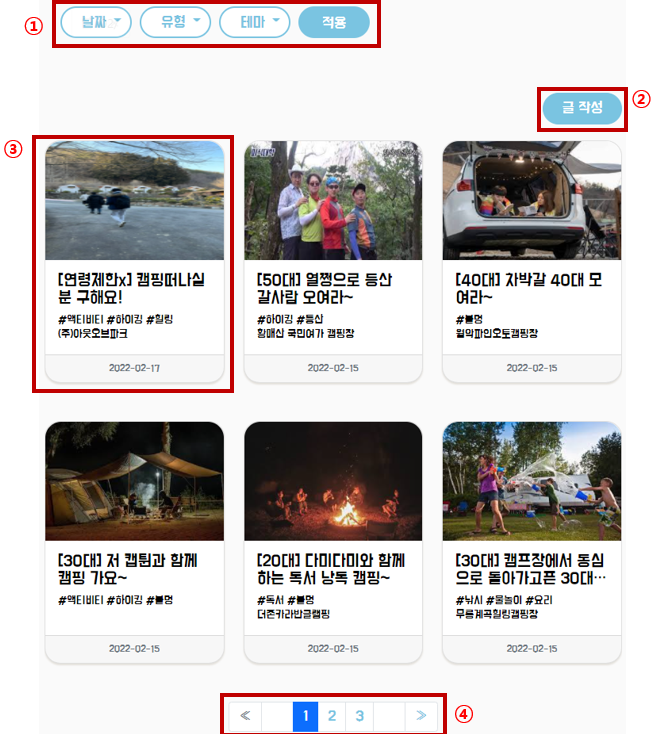 ① 날짜 유형 테마 적용
글 작성 ②
③
[연령제한x] 캠핑떠나실
분 구해요!
#액티비티 #하이킹 #힐링
(주)아웃오브파크
2022-02-17
[50대] 열쩡으로 등산
갈사람 모여라~
#하이킹 #등산
황매산 국민여가 캠핑장
2022-02-15
[40대] 차박갈 40대 모
여라~
#불멍
월악파인오토캠핑장
2022-02-15
[30대] 저 캡틴과 함께
캠핑 가요~
#액티비티 #하이킹 #불멍
2022-02-15
[20대] 다미다미와 함께
하는 독서 낭독 캠핑~
#독서 #불멍
더존카라반글램핑
2022-02-15
[30대] 캠프장에서 동심
으로 돌아가고픈 30대…
#낚시 #물놀이 #요리
무릉계곡힐링캠핑장
2022-02-15
≪ 1 2 3 ≫ ④